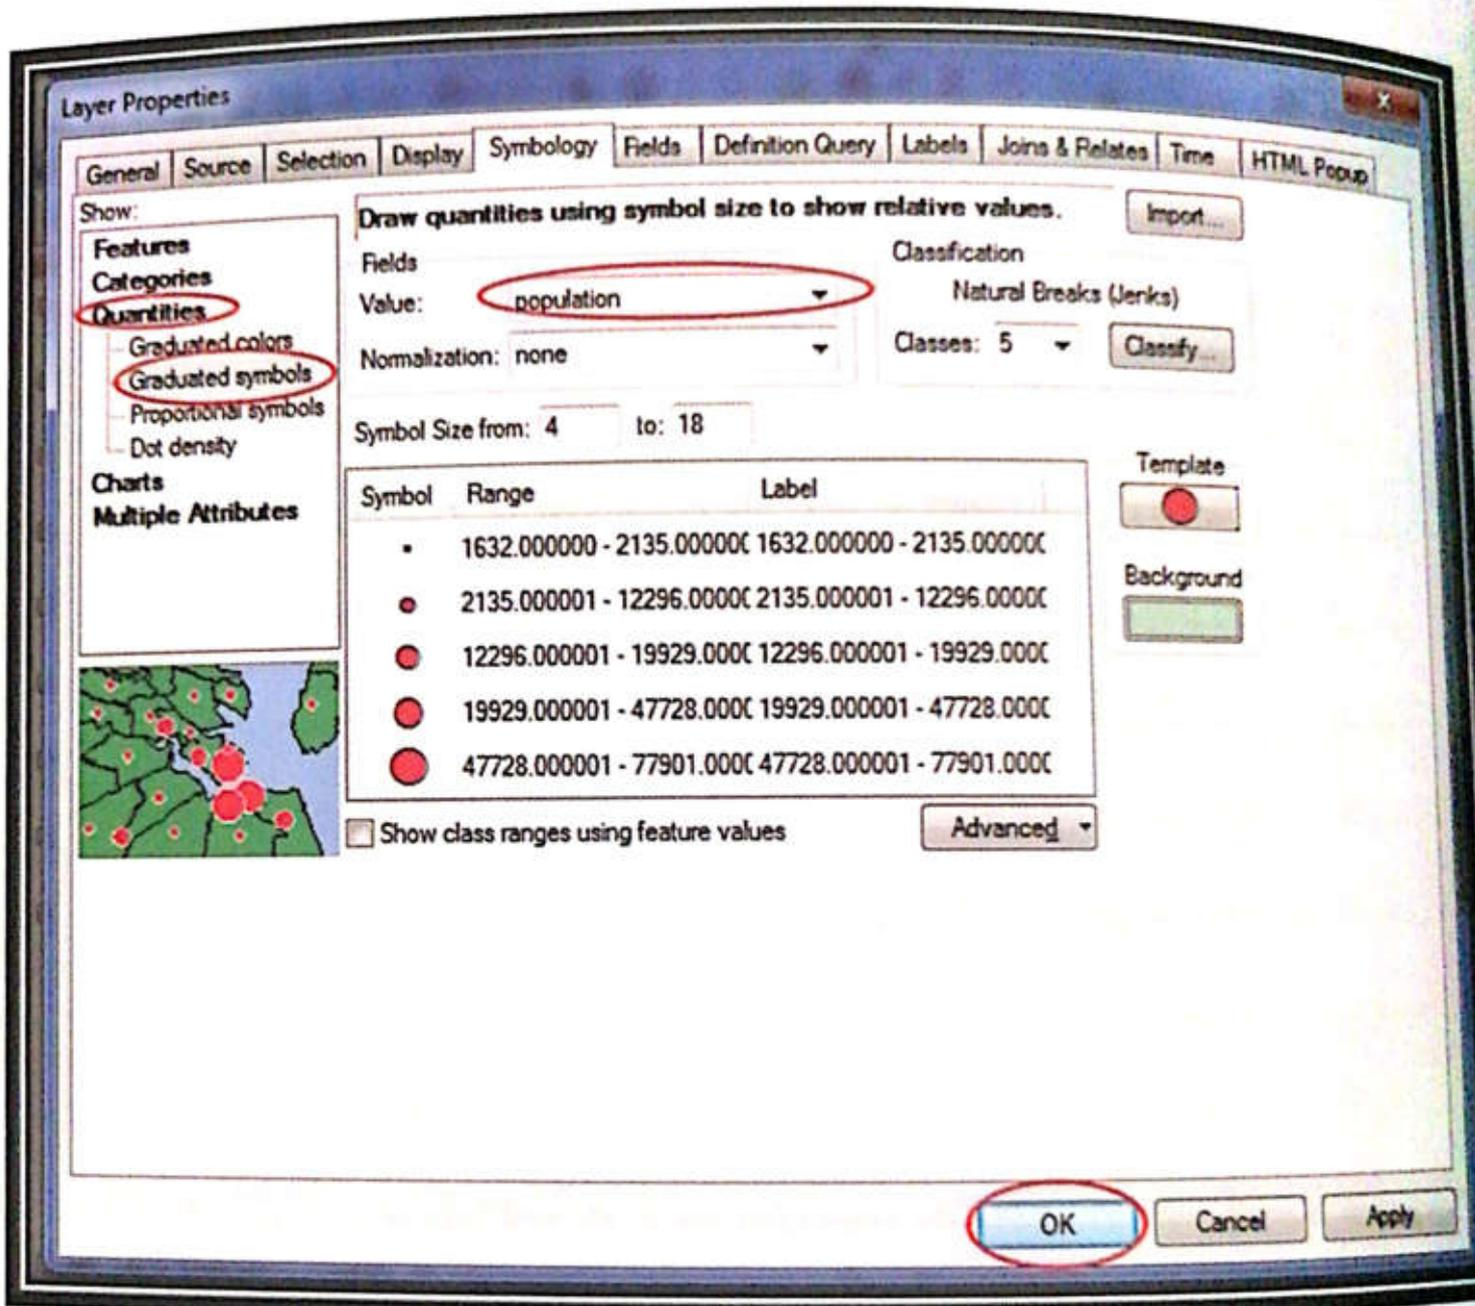 Layer Properties
General Source Selection Display Symbology Fields Definition Query Labels Joins & Relates Time HTML Popup
Show:
Features
Categories
Quantities
Graduated colors
Graduated symbols
Proportional symbols
Dot density
Charts
Multiple Attributes
Draw quantities using symbol size to show relative values.
Import...
Fields
Value: population
Normalization: none
Classification
Natural Breaks (Jenks)
Classes: 5 Classify...
Symbol Size from: 4 to: 18
Symbol Range Label
1632.000000 - 2135.00000( 1632.000000 - 2135.00000(
2135.000001 - 12296.0000( 2135.000001 - 12296.0000(
12296.000001 - 19929.000( 12296.000001 - 19929.000(
19929.000001 - 47728.000( 19929.000001 - 47728.000(
47728.000001 - 77901.000( 47728.000001 - 77901.000(
Template
Background
Show class ranges using feature values
Advanced
OK Cancel Apply